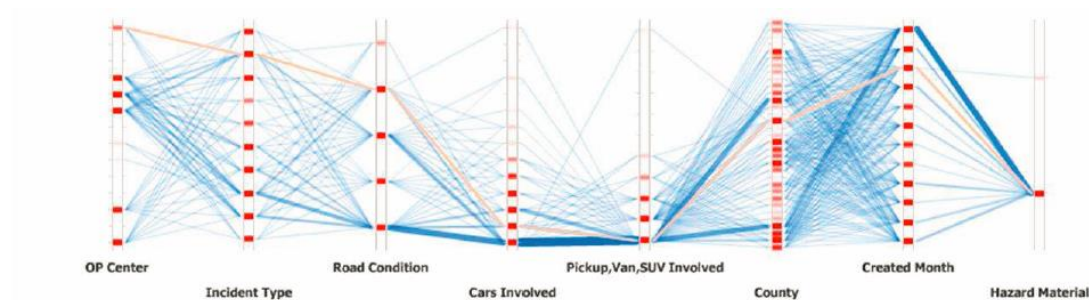 OP Center Road Condition Pickup,Van,SUV Involved Created Month
Incident Type Cars Involved County Hazard Material